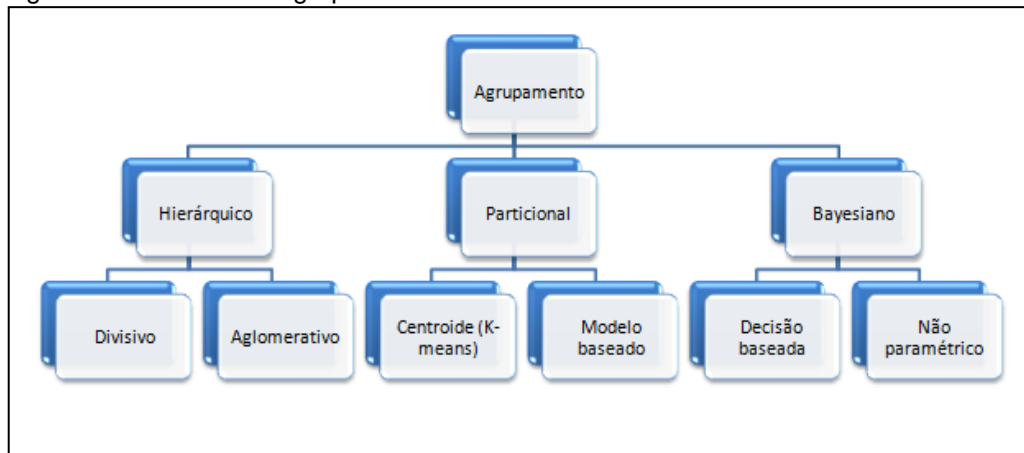 Agrupamento
Hierárquico
Particional
Bayesiano
Divisivo
Aglomerativo
Centroide (K-
means)
Modelo
baseado
Decisão
baseada
Não
paramétrico